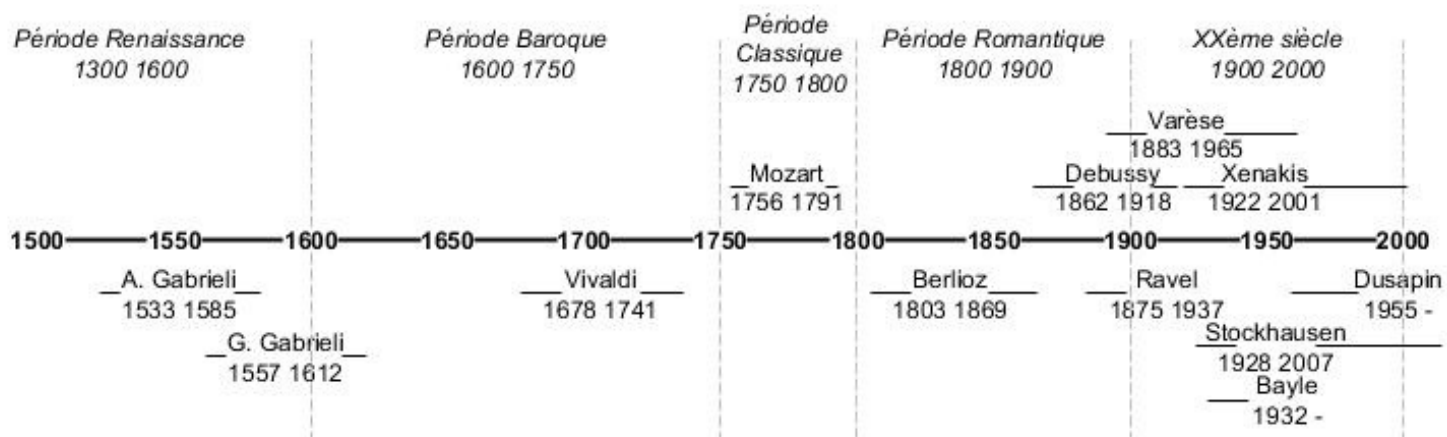 Période Renaissance
1300 1600
Période Baroque
1600 1750
Période
Classique
1750 1800
Période Romantique
1800 1900
XXème siècle
1900 2000
Varèse
1883 1965
Mozart
1756 1791
Debussy
1862 1918
Xenakis
1922 2001
1500 1550 1600 1650 1700 1750 1800 1850 1900 1950 2000
A. Gabrieli
1533 1585
Vivaldi
1678 1741
Berlioz
1803 1869
Ravel
1875 1937
Dusapin
1955 -
G. Gabrieli
1557 1612
Stockhausen
1928 2007
Bayle
1932 -